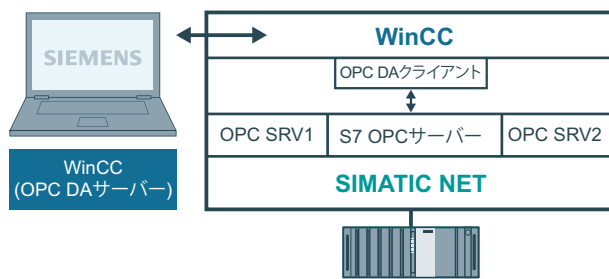 SIEMENS
WinCC
(OPC DAサーバー)
WinCC
OPC DAクライアント
OPC SRV1
S7 OPCサーバー
OPC SRV2
SIMATIC NET